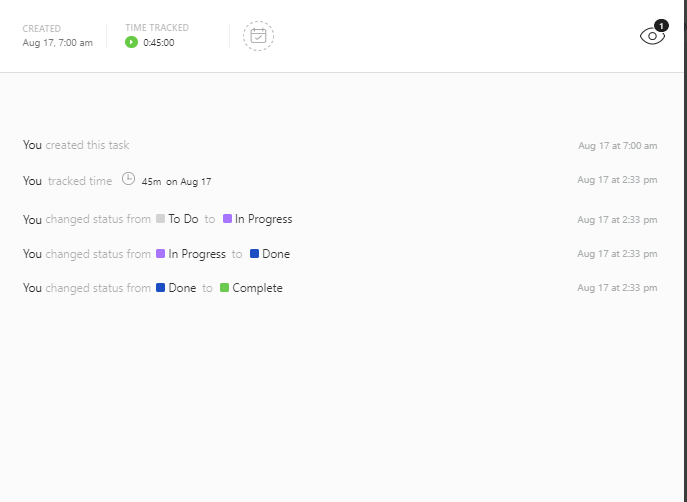 CREATED
TIME TRACKED
Aug 17, 7:00 am
0:45:00
1
You created this task Aug 17 at 7:00 am
You tracked time 45m on Aug 17 Aug 17 at 2:33 pm
You changed status from To Do to In Progress Aug 17 at 2:33 pm
You changed status from In Progress to Done Aug 17 at 2:33 pm
You changed status from Done to Complete Aug 17 at 2:33 pm